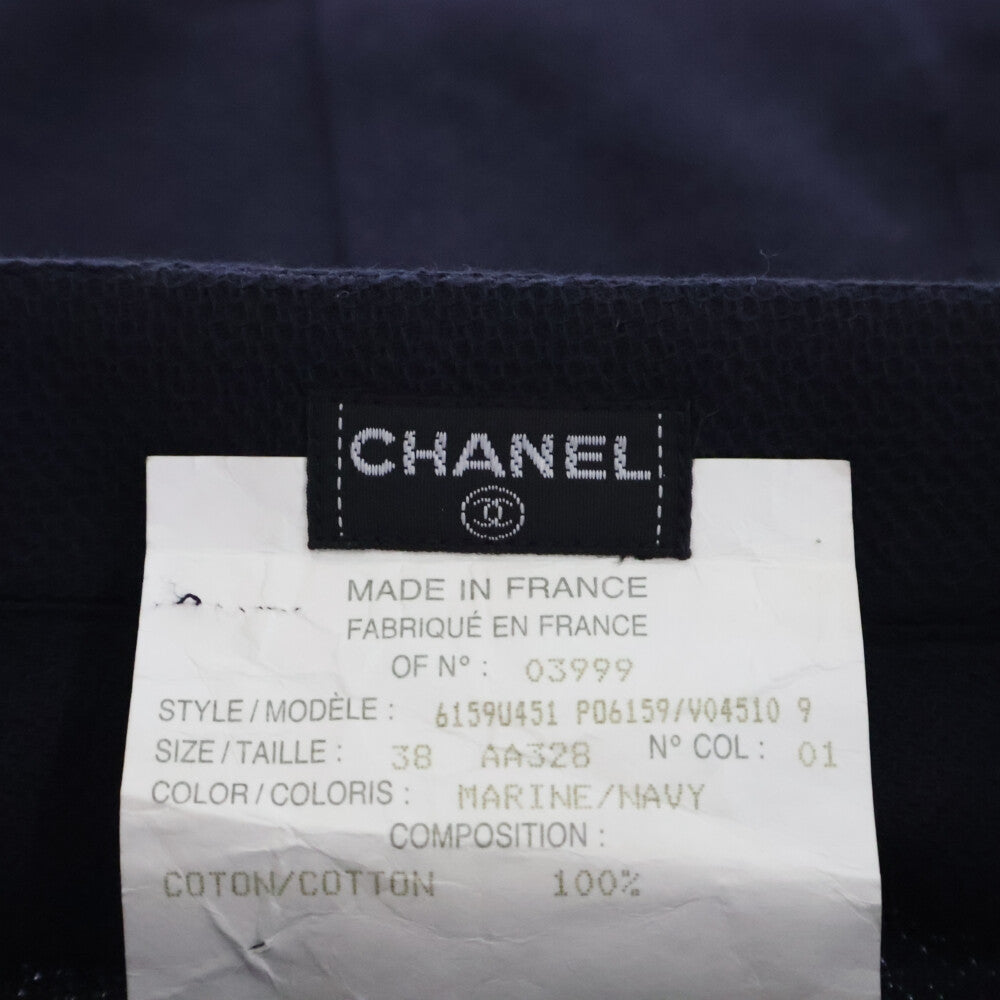 CHANEL
MADE IN FRANCE
FABRIQUÉ EN FRANCE
OF N° : 03999
STYLE / MODÈLE : 6159U451 P06159/V04510 9
SIZE / TAILLE : 38 AA328 N° COL : 01
COLOR / COLORIS : MARINE/NAVY
COMPOSITION :
COTON/COTTON 100%